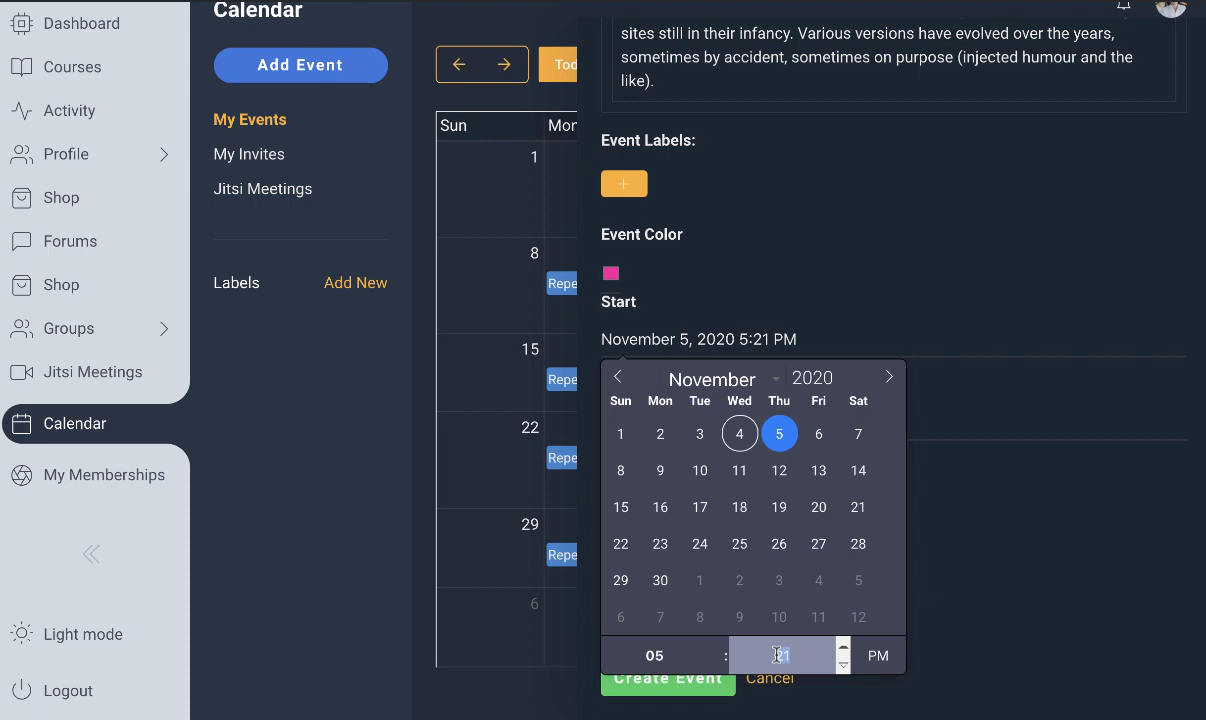 Dashboard
Courses
Activity
Profile
Shop
Forums
Shop
Groups
Jitsi Meetings
Calendar
My Memberships
Light mode
Logout
Calendar
Add Event
My Events
My Invites
Jitsi Meetings
Labels Add New
Sun
1
8
15
22
29
6
sites still in their infancy. Various versions have evolved over the years,
sometimes by accident, sometimes on purpose (injected humour and the
like).
Event Labels:
+
Event Color
Start
November 5, 2020 5:21 PM
November 2020
Sun Mon Tue Wed Thu Fri Sat
1 2 3 4 5 6 7
8 9 10 11 12 13 14
15 16 17 18 19 20 21
22 23 24 25 26 27 28
29 30 1 2 3 4 5
6 7 8 9 10 11 12
05 : 21 PM
Create Event Cancel